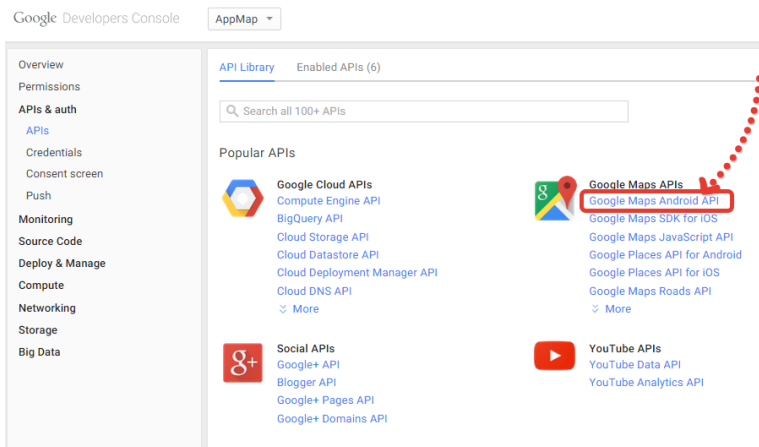 Google Developers Console
AppMap
Overview
Permissions
APIs & auth
APIs
Credentials
Consent screen
Push
Monitoring
Source Code
Deploy & Manage
Compute
Networking
Storage
Big Data
API Library
Enabled APIs (6)
Search all 100+ APIs
Popular APIs
Google Cloud APIs
Compute Engine API
BigQuery API
Cloud Storage API
Cloud Datastore API
Cloud Deployment Manager API
Cloud DNS API
More
8
Google Maps APIs
Google Maps Android API
Google Maps SDK for iOS
Google Maps JavaScript API
Google Places API for Android
Google Places API for iOS
Google Maps Roads API
More
g+
Social APIs
Google+ API
Blogger API
Google+ Pages API
Google+ Domains API
YouTube APIs
YouTube Data API
YouTube Analytics API